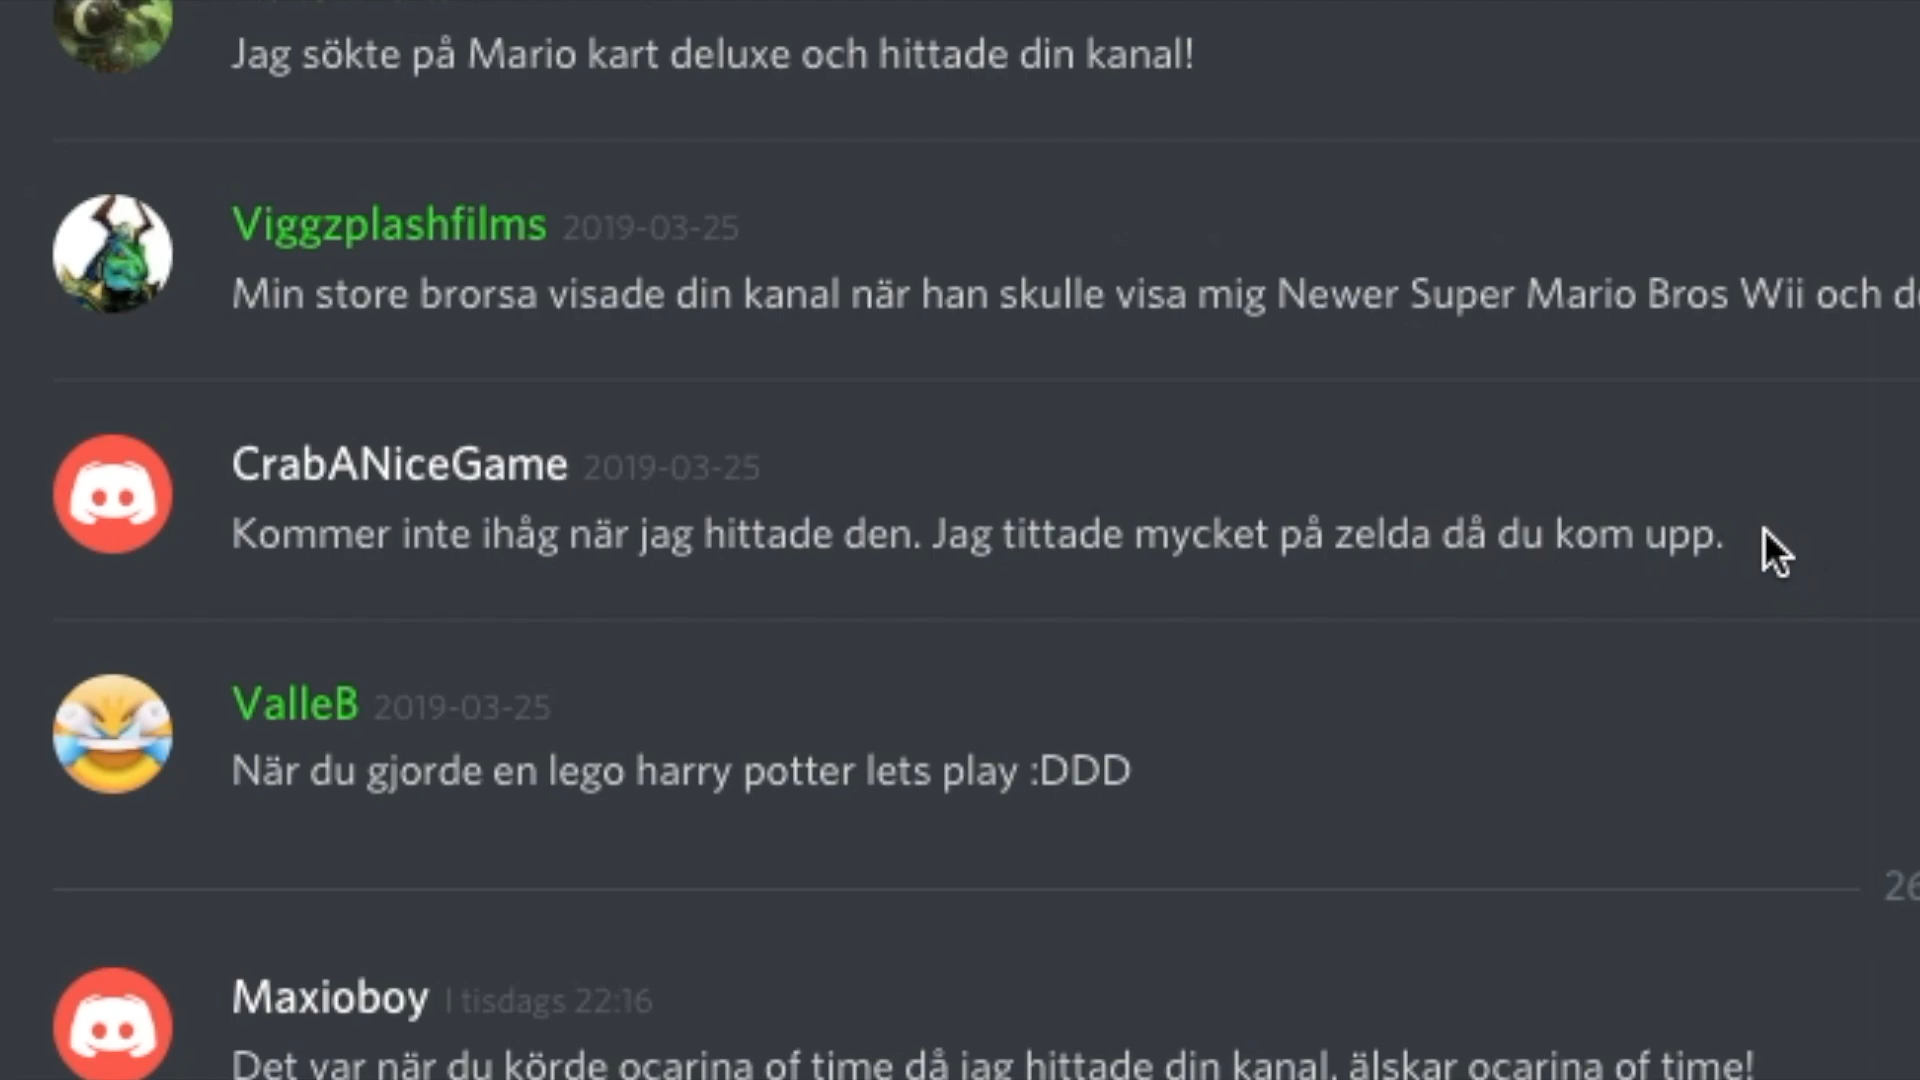 Jag sökte på Mario kart deluxe och hittade din kanal!
Viggzplashfilms 2019-03-25
Min store brorsa visade din kanal när han skulle visa mig Newer Super Mario Bros Wii och
CrabANiceGame 2019-03-25
Kommer inte ihåg när jag hittade den. Jag tittade mycket på zelda då du kom upp.
ValleB 2019-03-25
När du gjorde en lego harry potter lets play :DDD
26
Maxioboy I tisdags 22:16
Det var när du körde ocarina of time då jag hittade din kanal, älskar ocarina of time!